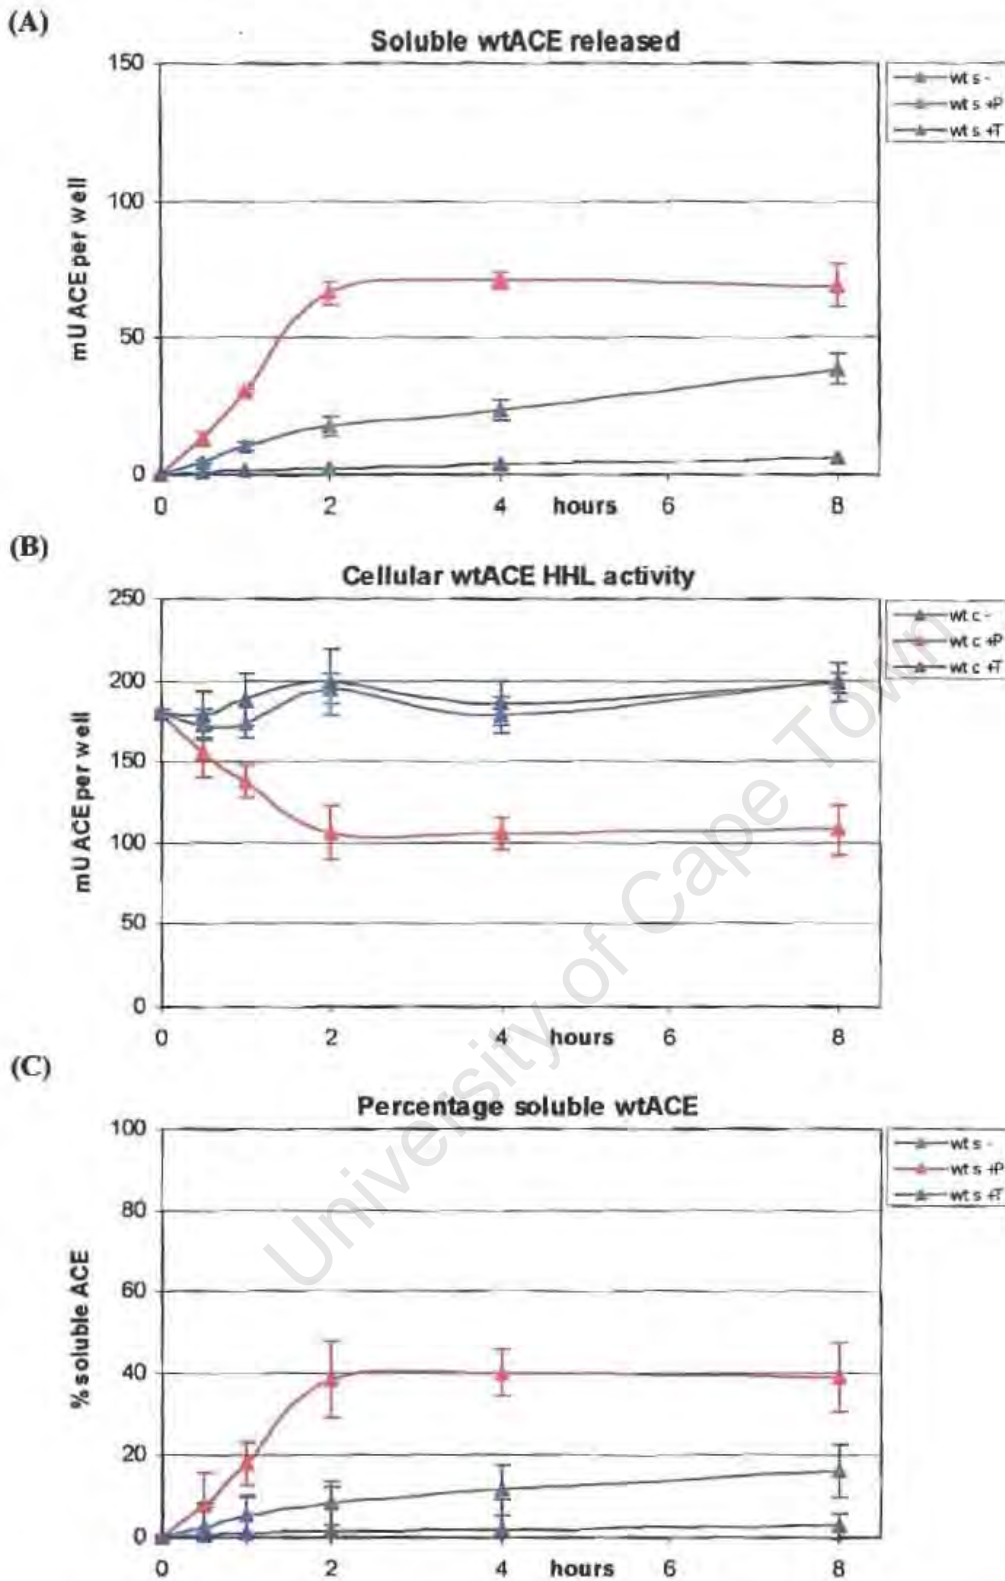 (A)
Soluble wtACE released
150
100
50
0
mU ACE per well
0 2 4 hours 6 8
wt s -
wt s +P
wt s +T
(B)
Cellular wtACE HHL activity
250
200
150
100
50
0
mU ACE per well
0 2 4 hours 6 8
wt c -
wt c +P
wt c +T
(C)
Percentage soluble wtACE
100
80
60
40
20
0
% soluble ACE
0 2 4 hours 6 8
wt s -
wt s +P
wt s +T
University of Cape Town